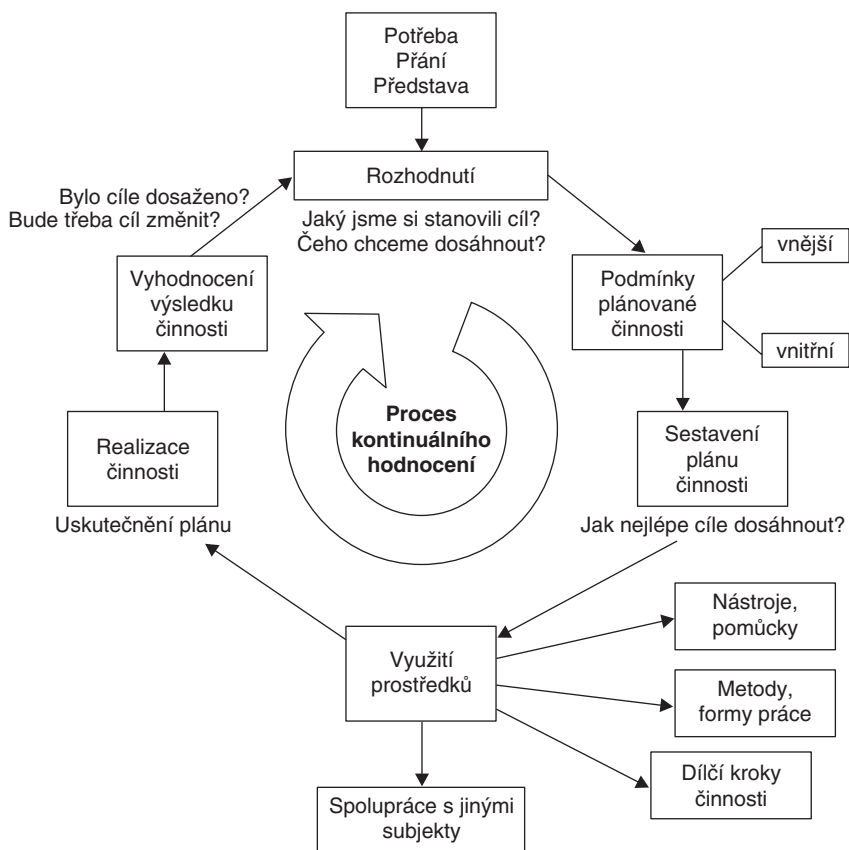 Potřeba
Přání
Představa
Rozhodnutí
Bylo cíle dosaženo?
Bude třeba cíl změnit?
Jaký jsme si stanovili cíl?
Čeho chceme dosáhnout?
vnější
Podmínky
plánované
činnosti
vnitřní
Vyhodnocení
výsledku
činnosti
Proces
kontinuálního
hodnocení
Realizace
činnosti
Uskutečnění plánu
Sestavení
plánu
činnosti
Jak nejlépe cíle dosáhnout?
Využití
prostředků
Nástroje,
pomůcky
Metody,
formy práce
Dílčí kroky
činnosti
Spolupráce s jinými
subjekty